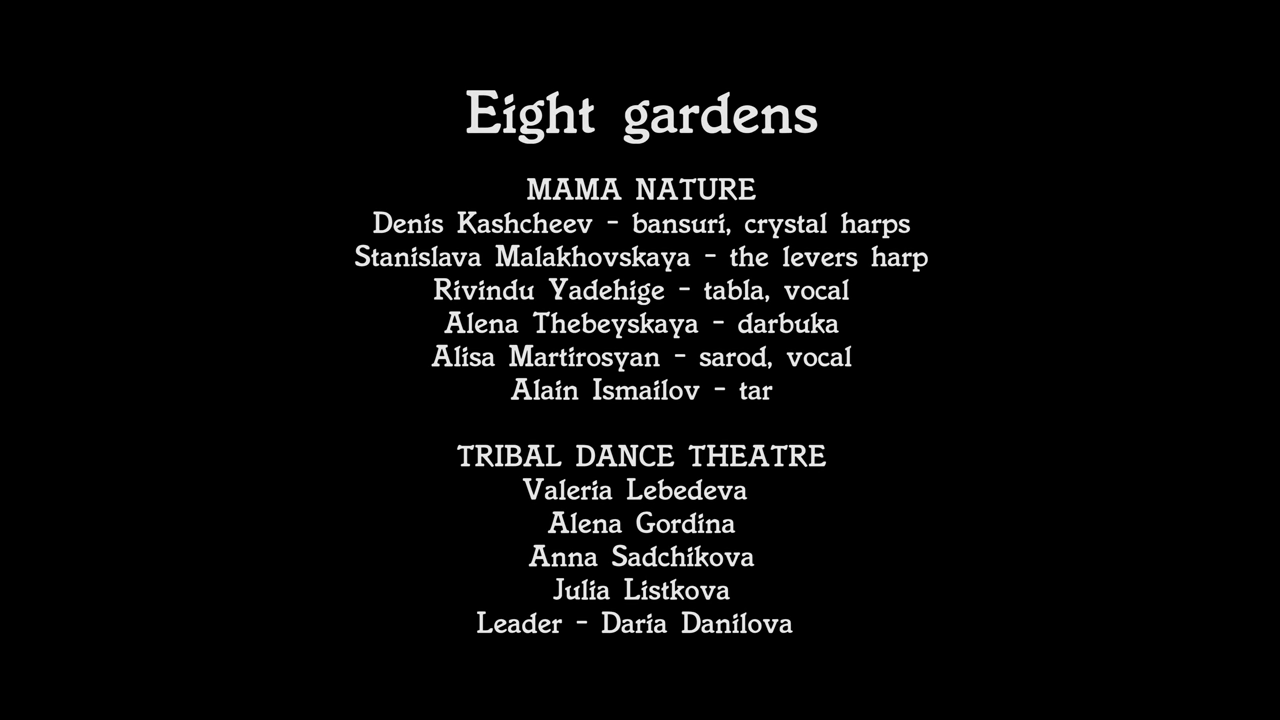 Eight gardens
MAMA NATURE
Denis Kashcheev - bansuri, crystal harps
Stanislava Malakhovskaya - the levers harp
Rivindu Yadehige - tabla, vocal
Alena Thebeyskaya - darbuka
Alisa Martirosyan - sarod, vocal
Alain Ismailov - tar
TRIBAL DANCE THEATRE
Valeria Lebedeva
Alena Gordina
Anna Sadchikova
Julia Listkova
Leader - Daria Danilova